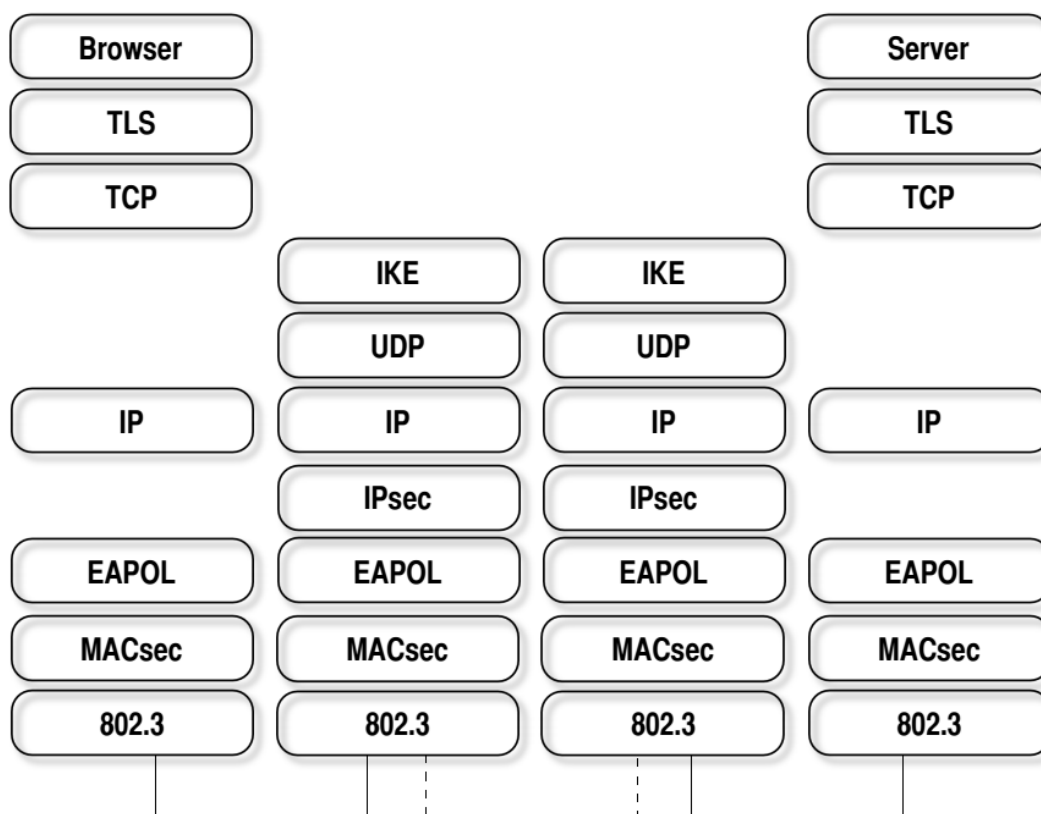 Browser Server
TLS TLS
TCP TCP
IKE IKE
UDP UDP
IP IP IP IP
IPsec IPsec
EAPOL EAPOL EAPOL EAPOL
MACsec MACsec MACsec MACsec
802.3 802.3 802.3 802.3